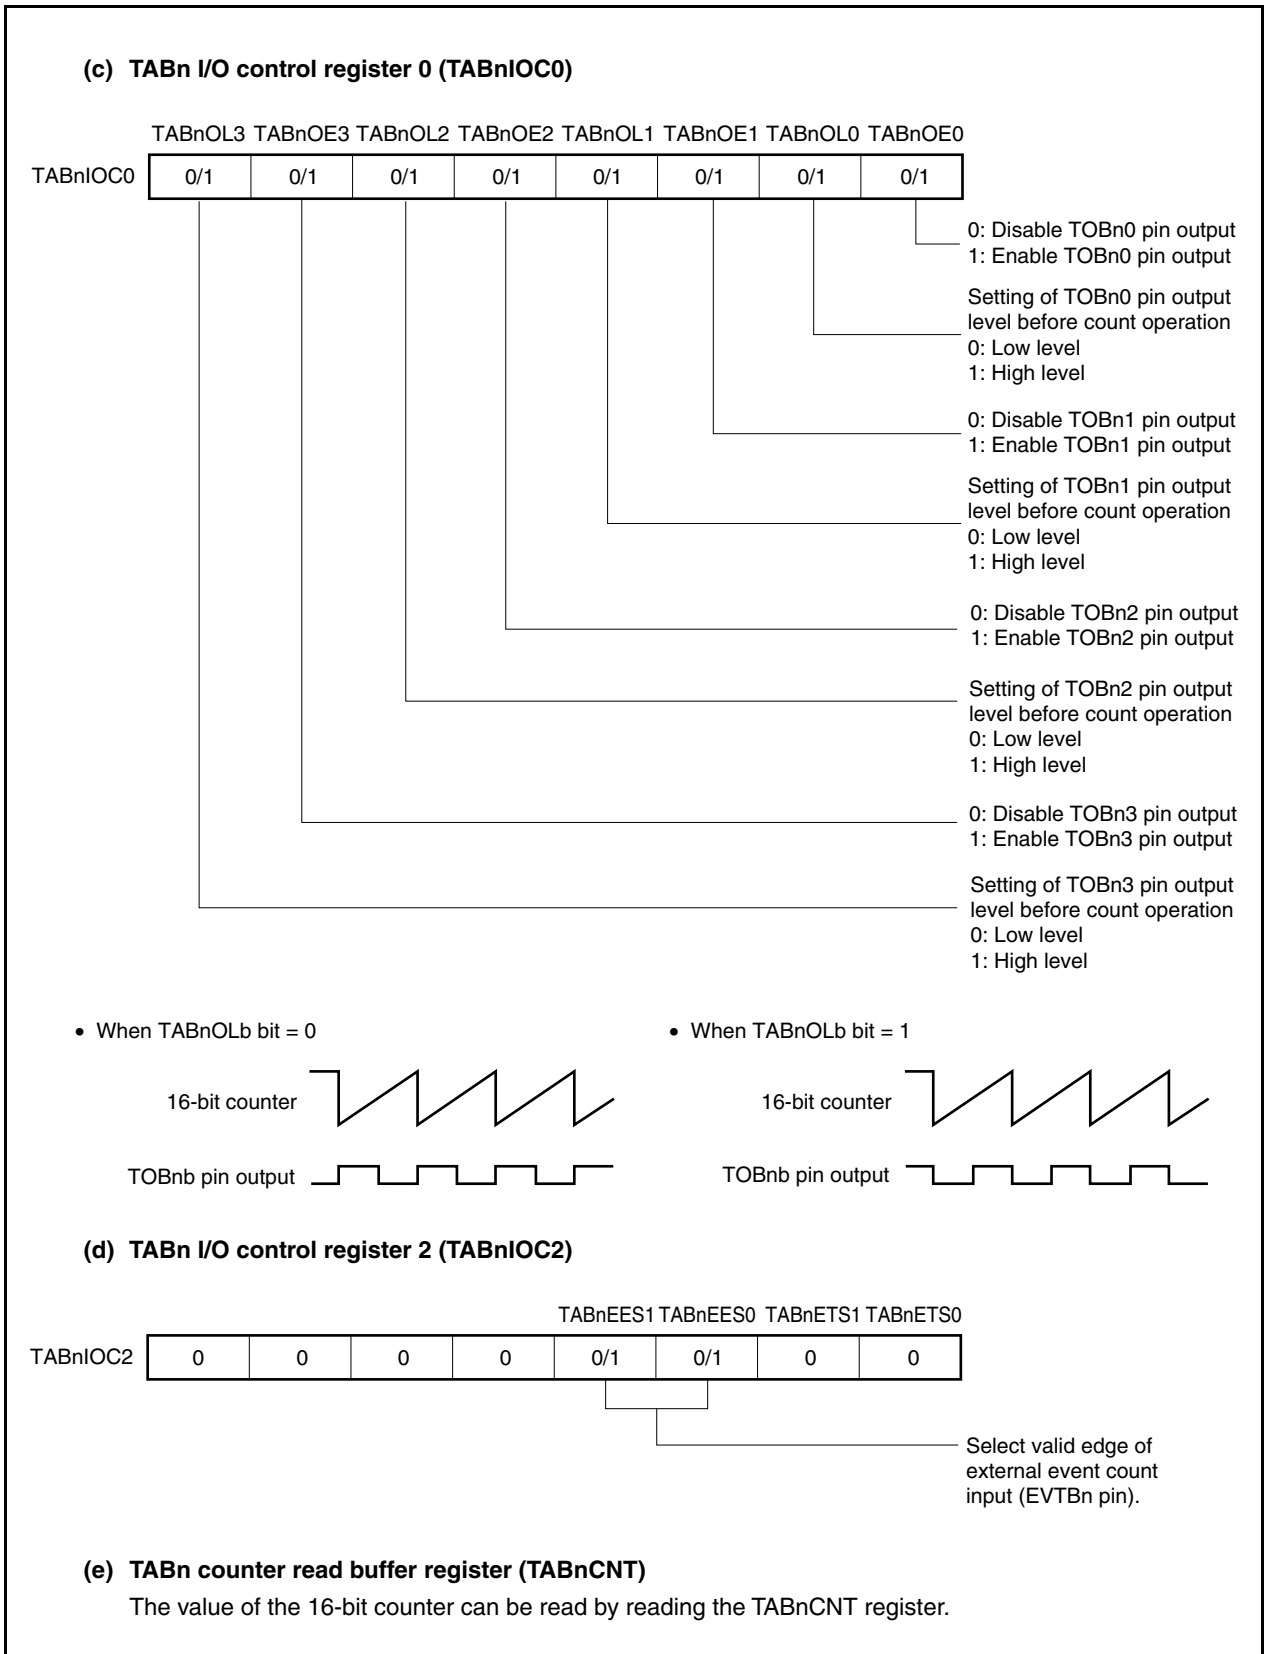 (c) TABn I/O control register 0 (TABnIOC0)
TABnOL3 TABnOE3 TABnOL2 TABnOE2 TABnOL1 TABnOE1 TABnOL0 TABnOE0
TABnIOC0 0/1 0/1 0/1 0/1 0/1 0/1 0/1 0/1
0: Disable TOBn0 pin output
1: Enable TOBn0 pin output
Setting of TOBn0 pin output
level before count operation
0: Low level
1: High level
0: Disable TOBn1 pin output
1: Enable TOBn1 pin output
Setting of TOBn1 pin output
level before count operation
0: Low level
1: High level
0: Disable TOBn2 pin output
1: Enable TOBn2 pin output
Setting of TOBn2 pin output
level before count operation
0: Low level
1: High level
0: Disable TOBn3 pin output
1: Enable TOBn3 pin output
Setting of TOBn3 pin output
level before count operation
0: Low level
1: High level
• When TABnOLb bit = 0
16-bit counter
TOBnb pin output
• When TABnOLb bit = 1
16-bit counter
TOBnb pin output
(d) TABn I/O control register 2 (TABnIOC2)
TABnEES1 TABnEES0 TABnETS1 TABnETS0
TABnIOC2 0 0 0 0 0/1 0/1 0 0
Select valid edge of
external event count
input (EVTBn pin).
(e) TABn counter read buffer register (TABnCNT)
The value of the 16-bit counter can be read by reading the TABnCNT register.